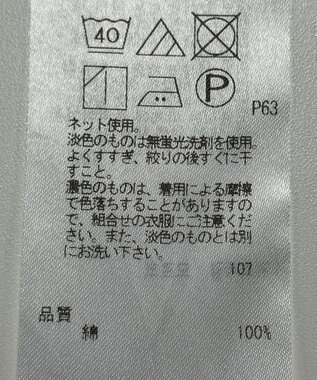 40
P
P63
ネット使用。
淡色のものは無蛍光洗剤を使用。
よくすすぎ、絞りの後すぐに干
すこと。
濃色のものは、着用による摩擦
で色落ちすることがありますの
で、組合せの衣服にご注意くださ
い。また、淡色のものとは別
にお洗い下さい。
107
品質
綿 100%